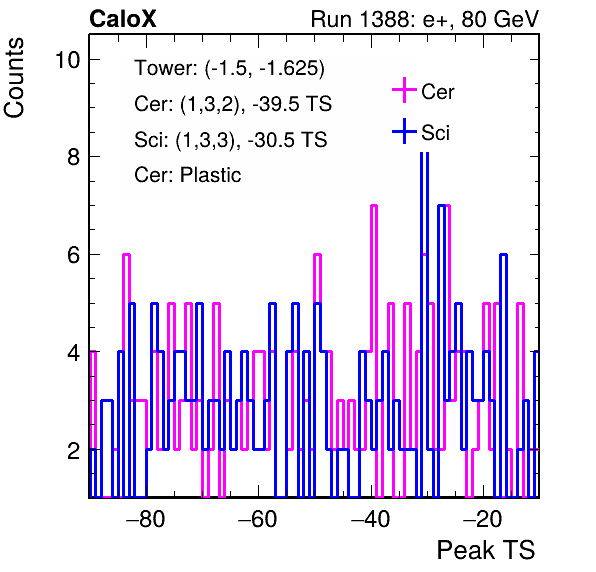 CaloX Run 1388: e+, 80 GeV
Counts
Tower: (-1.5, -1.625)
Cer: (1,3,2), -39.5 TS
Sci: (1,3,3), -30.5 TS
Cer: Plastic
Cer
Sci
10
8
6
4
2
−80 −60 −40 −20
Peak TS